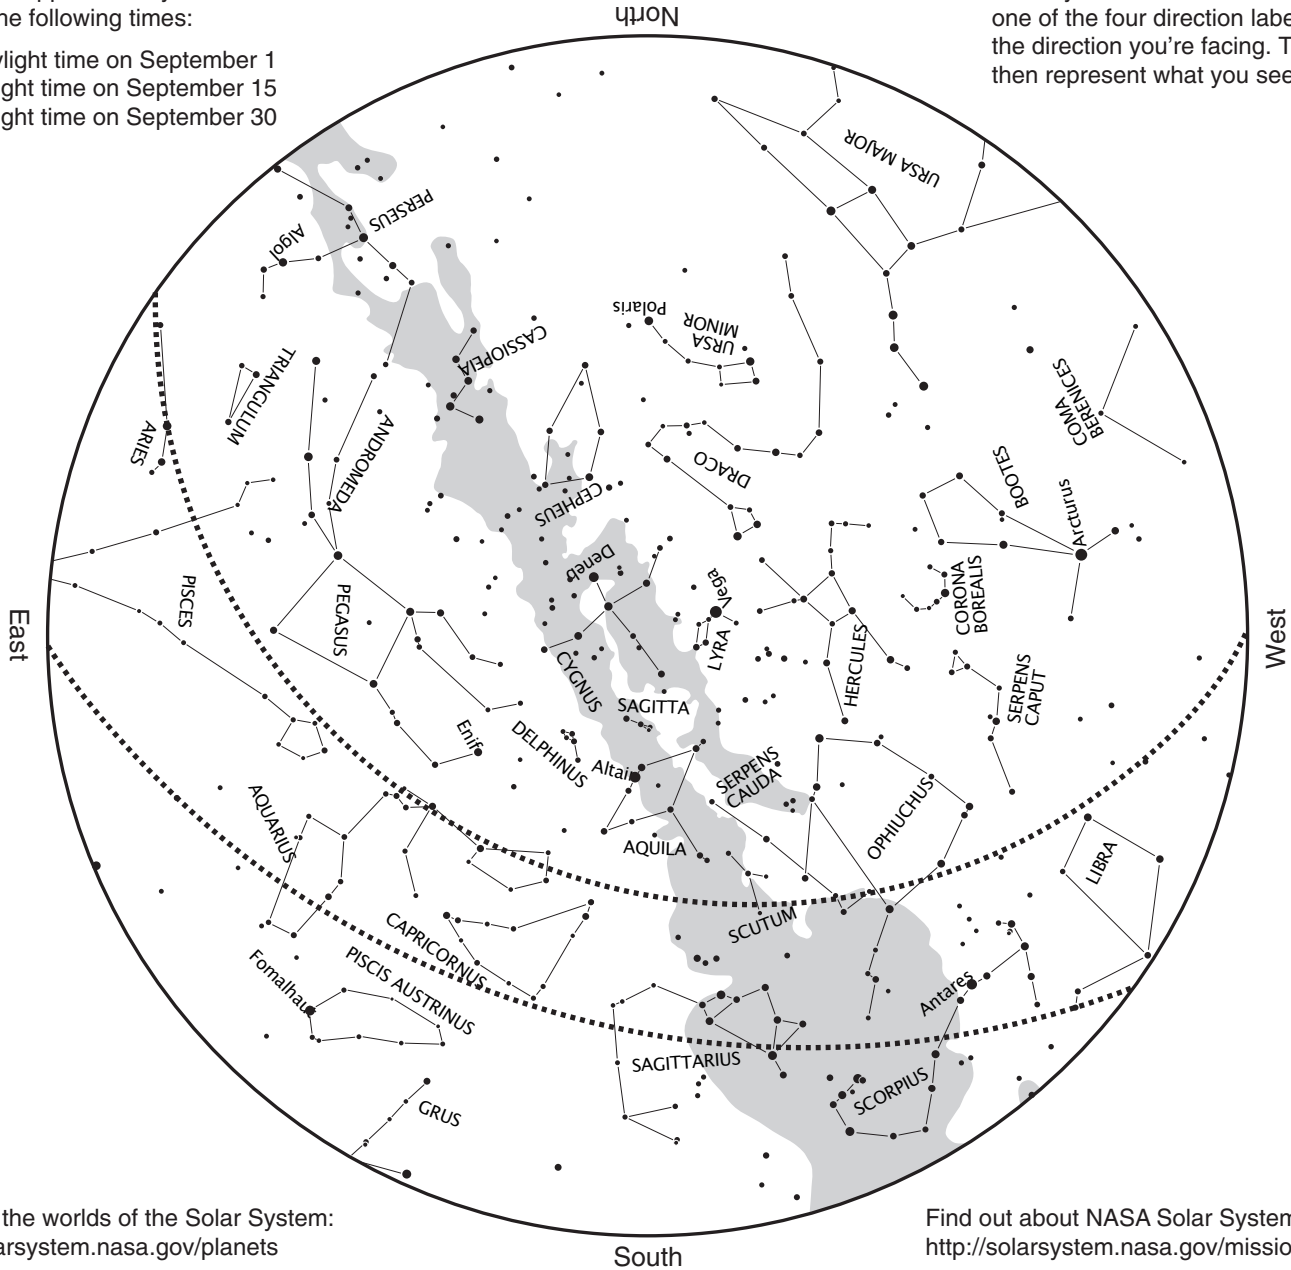 he following times:
light time on September 1
ght time on September 15
ght time on September 30
North
one of the four direction labe
the direction you're facing. T
then represent what you see
URSA MAJOR
PERSEUS
Algol
Polaris
URSA
MINOR
CASSIOPEIA
TRIANGULUM
ARIES
ANDROMEDA
COMA
BERENICES
DRACO
BOOTES
Arcturus
CEPHEUS
Deneb
Vega
CORONA
BOREALIS
PISCES
PEGASUS
East
West
LYRA
HERCULES
CYGNUS
SERPENS
CAPUT
SAGITTA
Enif
DELPHINUS
Altair
SERPENS
CAUDA
AQUARIUS
OPHIUCHUS
AQUILA
LIBRA
SCUTUM
CAPRICORNUS
Fomalhaut
PISCIS AUSTRINUS
Antares
SAGITTARIUS
SCORPIUS
GRUS
the worlds of the Solar System:
arsystem.nasa.gov/planets
South
Find out about NASA Solar System
http://solarsystem.nasa.gov/missio